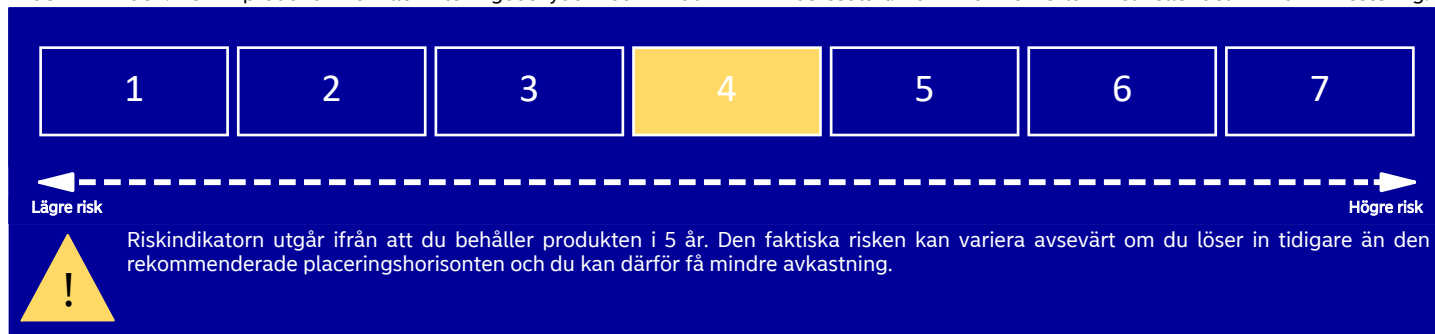 1 2 3 4 5 6 7
Lägre risk Högre risk
Riskindikatorn utgår ifrån att du behåller produkten i 5 år. Den faktiska risken kan variera avsevärt om du löser in tidigare än den
rekommenderade placeringshorisonten och du kan därför få mindre avkastning.
!